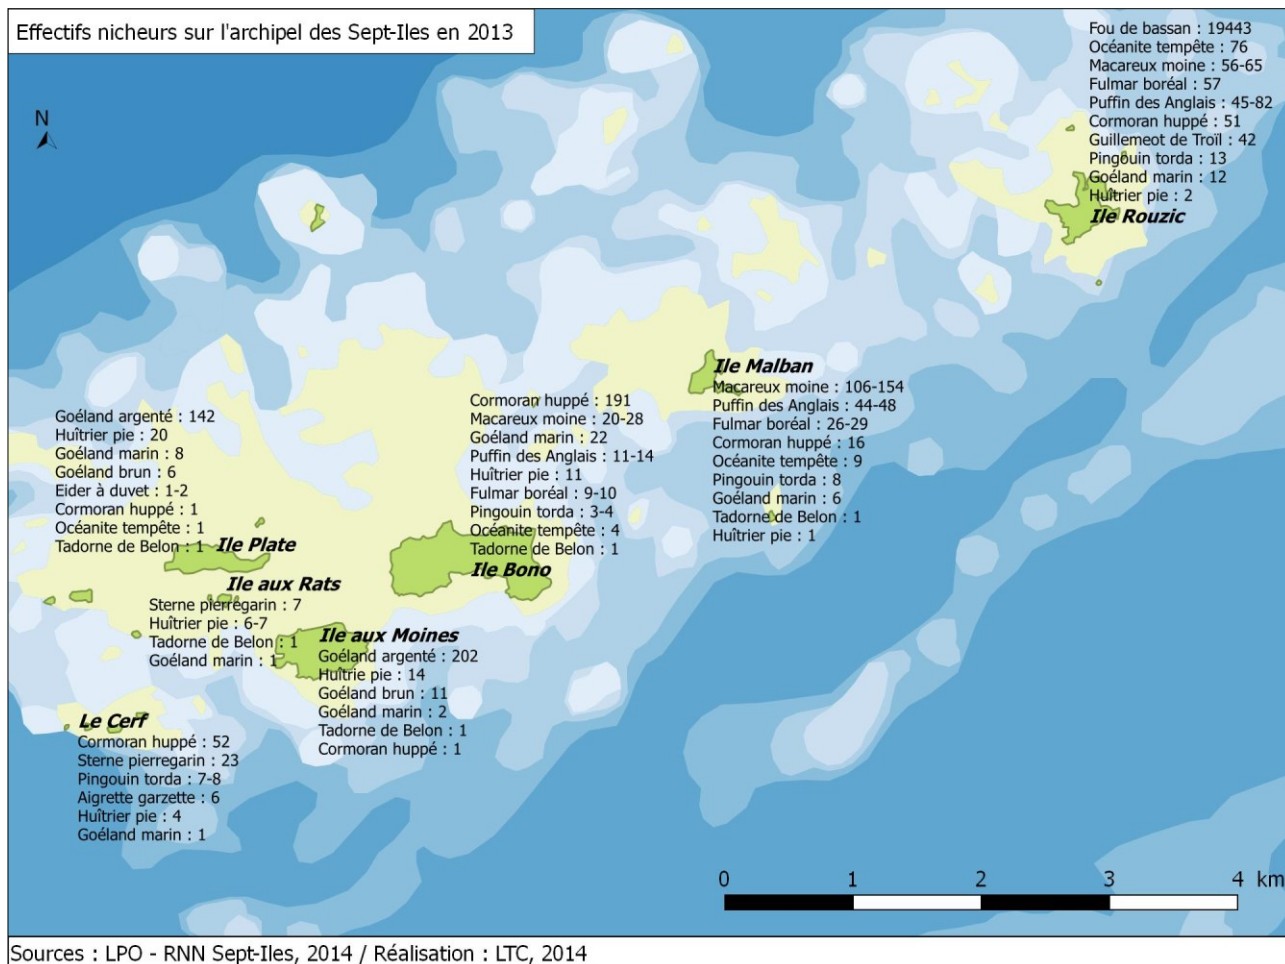 Effectifs nicheurs sur l'archipel des Sept-Iles en 2013
N
Fou de bassan : 19443
Océanite tempête : 76
Macareux moine : 56-65
Fulmar boréal : 57
Puffin des Anglais : 45-82
Cormoran huppé : 51
Guillemeot de Troïl : 42
Pingouin torda : 13
Goéland marin : 12
Huîtrier pie : 2
Ile Rouzic
Ile Malban
Macareux moine : 106-154
Puffin des Anglais : 44-48
Fulmar boréal : 26-29
Cormoran huppé : 16
Océanite tempête : 9
Pingouin torda : 8
Goéland marin : 6
Tadorne de Belon : 1
Huîtrier pie : 1
Cormoran huppé : 191
Macareux moine : 20-28
Goéland marin : 22
Puffin des Anglais : 11-14
Huîtrier pie : 11
Fulmar boréal : 9-10
Pingouin torda : 3-4
Océanite tempête : 4
Tadorne de Belon : 1
Ile Bono
Goéland argenté : 142
Huîtrier pie : 20
Goéland marin : 8
Goéland brun : 6
Eider à duvet : 1-2
Cormoran huppé : 1
Océanite tempête : 1
Tadorne de Belon : 1
Ile Plate
Ile aux Rats
Sterne pierregarin : 7
Huîtrier pie : 6-7
Tadorne de Belon : 1
Goéland marin : 1
Ile aux Moines
Goéland argenté : 202
Huîtrie pie : 14
Goéland brun : 11
Goéland marin : 2
Tadorne de Belon : 1
Cormoran huppé : 1
Le Cerf
Cormoran huppé : 52
Sterne pierregarin : 23
Pingouin torda : 7-8
Aigrette garzette : 6
Huîtrier pie : 4
Goéland marin : 1
0 1 2 3 4 km
Sources : LPO - RNN Sept-Iles, 2014 / Réalisation : LTC, 2014